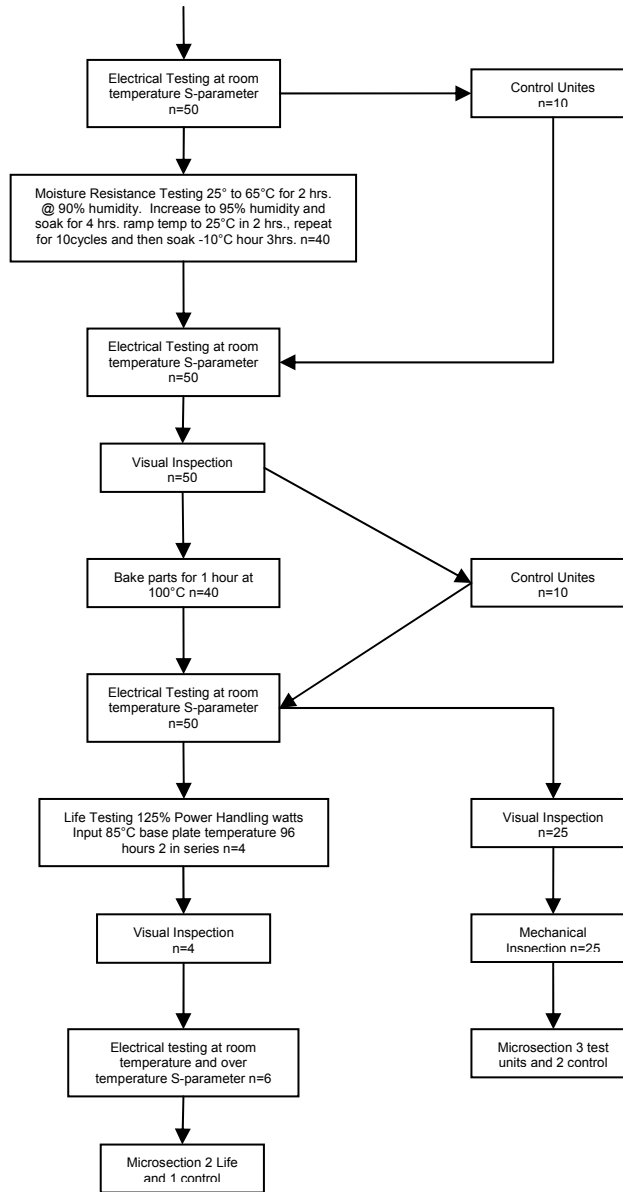 Electrical Testing at room
temperature S-parameter
n=50
Control Unites
n=10
Moisture Resistance Testing 25° to 65°C for 2 hrs.
@ 90% humidity. Increase to 95% humidity and
soak for 4 hrs. ramp temp to 25°C in 2 hrs., repeat
for 10cycles and then soak -10°C hour 3hrs. n=40
Electrical Testing at room
temperature S-parameter
n=50
Visual Inspection
n=50
Bake parts for 1 hour at
100°C n=40
Control Unites
n=10
Electrical Testing at room
temperature S-parameter
n=50
Life Testing 125% Power Handling watts
Input 85°C base plate temperature 96
hours 2 in series n=4
Visual Inspection
n=25
Visual Inspection
n=4
Mechanical
Inspection n=25
Electrical testing at room
temperature and over
temperature S-parameter n=6
Microsection 3 test
units and 2 control
Microsection 2 Life
and 1 control